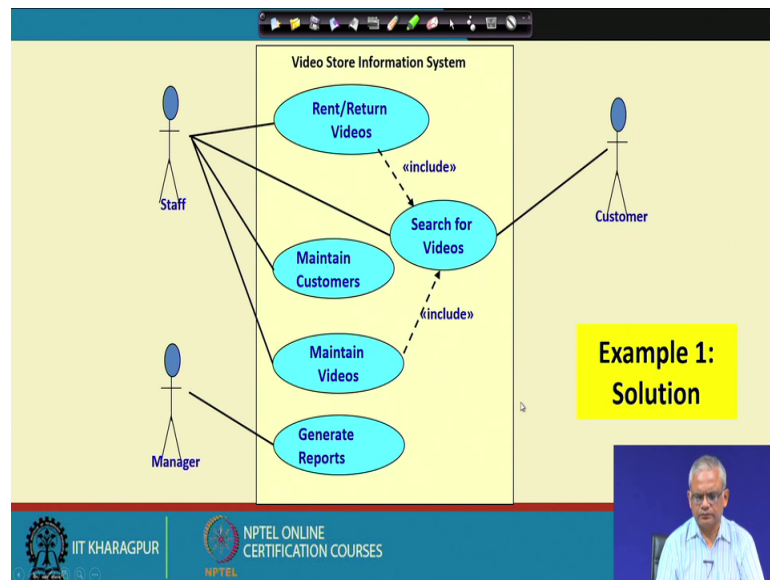 Video Store Information System
Rent/Return
Videos
«include»
Staff
Search for
Videos
Customer
Maintain
Customers
«include»
Maintain
Videos
Example 1:
Solution
Generate
Reports
Manager
IIT KHARAGPUR
NPTEL
NPTEL ONLINE
CERTIFICATION COURSES